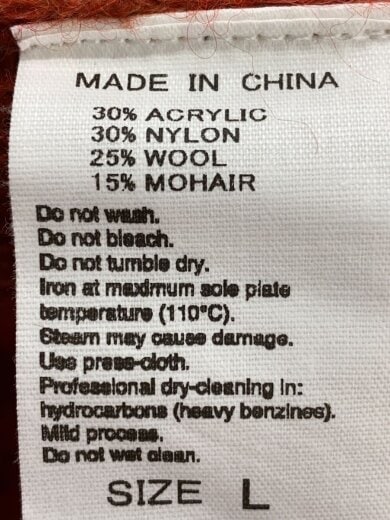 MADE IN CHINA
30% ACRYLIC
30% NYLON
25% WOOL
15% MOHAIR
Do not wash.
Do not bleach.
Do not tumble dry.
Iron at maximum sole plate
temperature (110°C).
Steam may cause damage.
Use press-cloth.
Professional dry-cleaning in:
hydrocarbons (heavy benzines).
Mild process.
Do not wet clean.
SIZE L